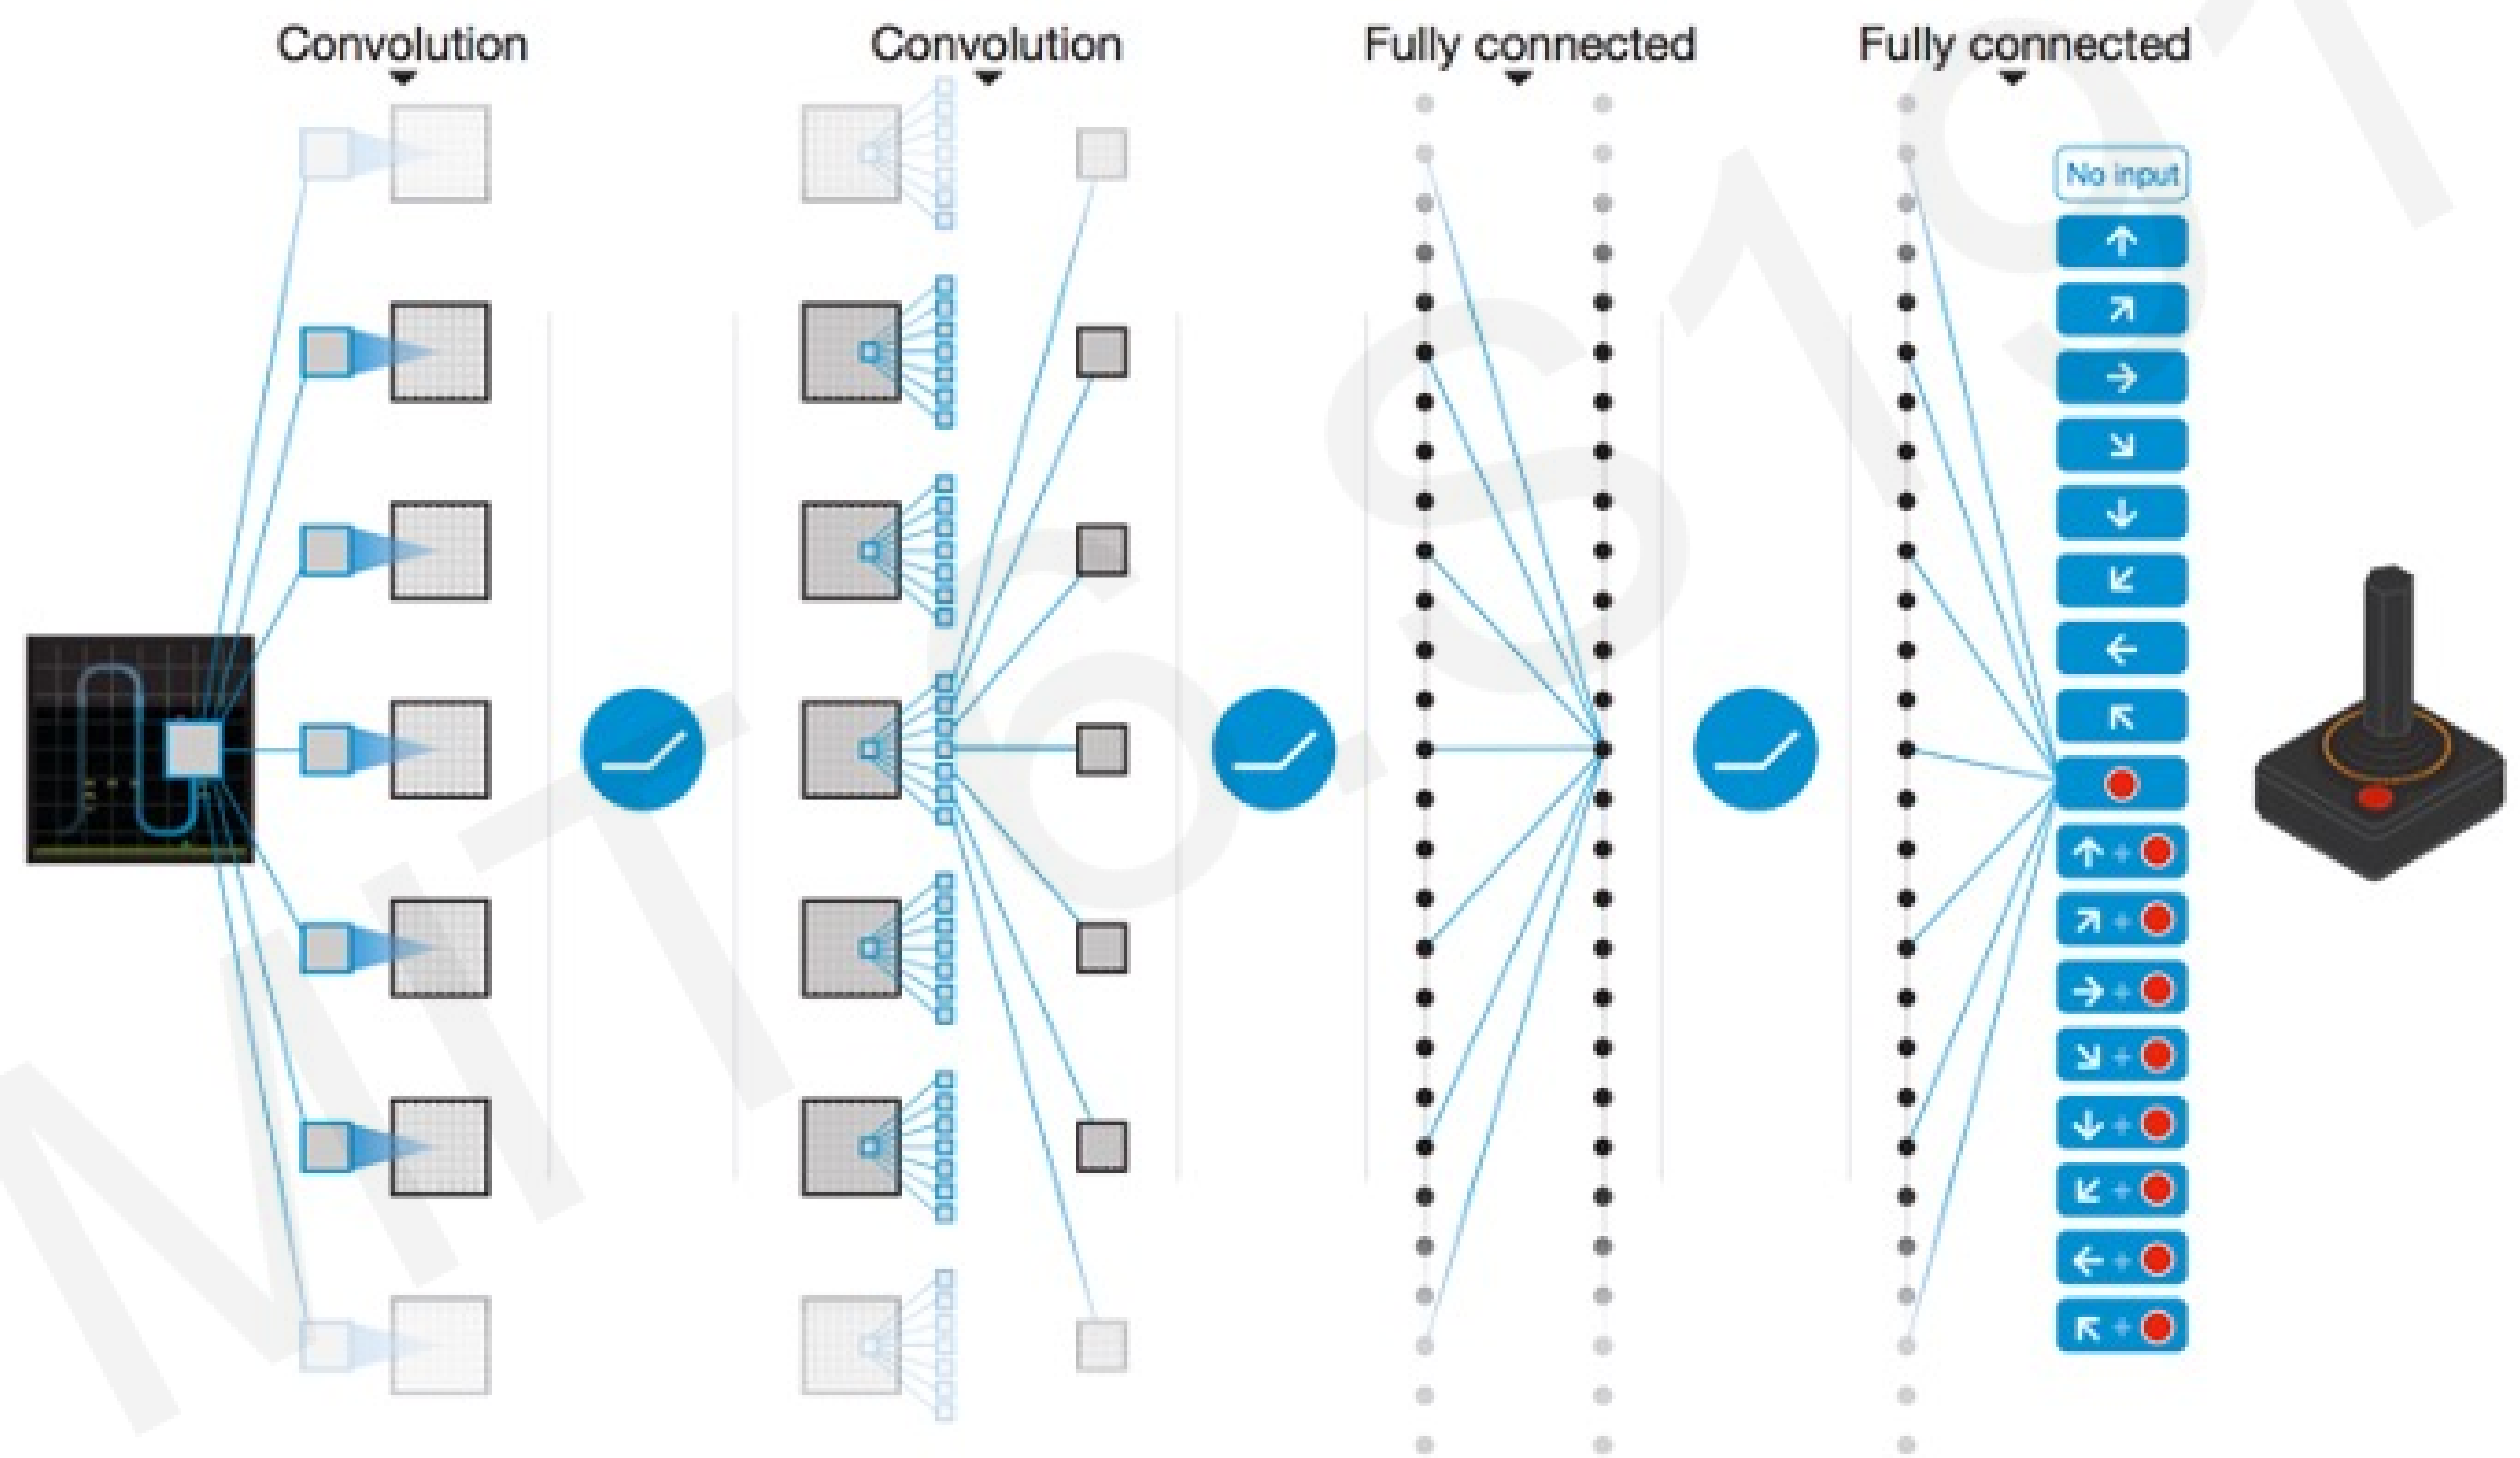 Convolution
Convolution
Fully connected
Fully connected
No input
↑
↗
→
↘
↓
↙
←
↖
↑ +
↗ +
→ +
↘ +
↓ +
↙ +
← +
↖ +
MIT 6.S191